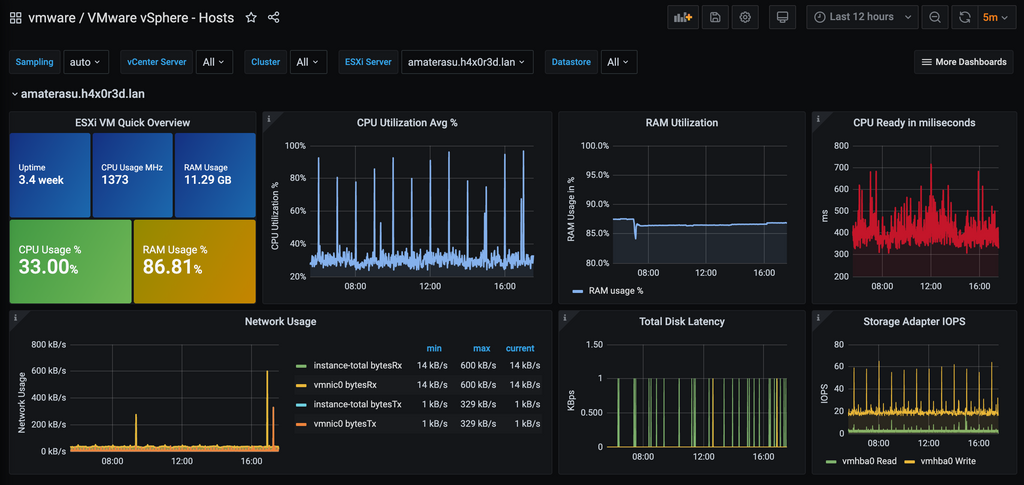 vmware / VMware vSphere - Hosts
Last 12 hours
5m
Sampling auto vCenter Server All Cluster All ESXi Server amaterasu.h4x0r3d.lan Datastore All More Dashboards
amaterasu.h4x0r3d.lan
ESXi VM Quick Overview
Uptime
3.4 week
CPU Usage MHz
1373
RAM Usage
11.29 GB
CPU Usage %
33.00%
RAM Usage %
86.81%
CPU Utilization Avg %
CPU Utilization %
100%
80%
60%
40%
20%
08:00 12:00 16:00
RAM Utilization
RAM Usage in %
100.0%
95.0%
90.0%
85.0%
80.0%
08:00 12:00 16:00
RAM usage %
CPU Ready in miliseconds
ms
800
700
600
500
400
300
200
08:00 12:00 16:00
Network Usage
Network Usage
800 kB/s
600 kB/s
400 kB/s
200 kB/s
0 kB/s
08:00 12:00 16:00
min max current
instance-total bytesRx 14 kB/s 600 kB/s 14 kB/s
vmnic0 bytesRx 14 kB/s 600 kB/s 14 kB/s
instance-total bytesTx 1 kB/s 329 kB/s 1 kB/s
vmnic0 bytesTx 1 kB/s 329 kB/s 1 kB/s
Total Disk Latency
KBps
1.50
1
0.500
0
08:00 12:00 16:00
Storage Adapter IOPS
IOPS
80
60
40
20
0
08:00 12:00 16:00
vmhba0 Read vmhba0 Write